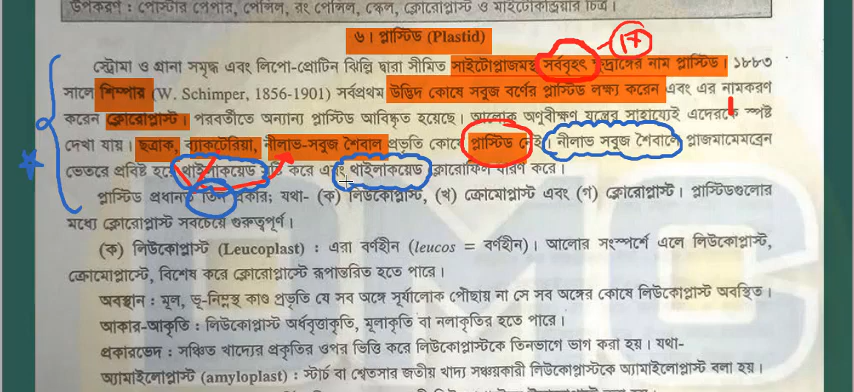 উপকরণ : পোস্টার পেপার, পেন্সিল, রং পেন্সিল, স্কেল, ক্লোরোপ্লাস্ট ও মাইটোকন্ড্রিয়ার চিত্র।
৬। প্লাস্টিড (Plastid)
17
স্ট্রোমা ও গ্রানা সমৃদ্ধ এবং লিপো-প্রোটিন ঝিল্লি দ্বারা সীমিত সাইটোপ্লাজমস্থ সর্ববৃহৎ ক্ষুদ্রাঙ্গের নাম প্লাস্টিড। ১৮৮৩
সালে শিম্পার (W. Schimper, 1856-1901) সর্বপ্রথম উদ্ভিদ কোষে সবুজ বর্ণের প্লাস্টিড লক্ষ্য করেন এবং এর নামকরণ
করেন ক্লোরোপ্লাস্ট। পরবর্তীতে অন্যান্য প্লাস্টিড আবিষ্কৃত হয়েছে। আলোক অণুবীক্ষণ যন্ত্রের সাহায্যেই এদেরকে স্পষ্ট
দেখা যায়। ছত্রাক, ব্যাকটেরিয়া, নীলাভ-সবুজ শৈবাল প্রভৃতি কোষে প্লাস্টিড নেই। নীলাভ সবুজ শৈবালে প্লাজমামেমব্রেন
ভেতরে প্রবিষ্ট হয়ে থাইলাকয়েড সৃষ্টি করে এবং থাইলাকয়েড ক্লোরোফিল ধারণ করে।
প্লাস্টিড প্রধানত তিন প্রকার; যথা- (ক) লিউকোপ্লাস্ট, (খ) ক্রোমোপ্লাস্ট এবং (গ) ক্লোরোপ্লাস্ট। প্লাস্টিডগুলোর
মধ্যে ক্লোরোপ্লাস্ট সবচেয়ে গুরুত্বপূর্ণ।
(ক) লিউকোপ্লাস্ট (Leucoplast) : এরা বর্ণহীন (leucos = বর্ণহীন)। আলোর সংস্পর্শে এলে লিউকোপ্লাস্ট,
ক্রোমোপ্লাস্টে, বিশেষ করে ক্লোরোপ্লাস্টে রূপান্তরিত হতে পারে।
অবস্থান : মূল, ভূ-নিম্নস্থ কাণ্ড প্রভৃতি যে সব অঙ্গে সূর্যালোক পৌছায় না সে সব অঙ্গের কোষে লিউকোপ্লাস্ট অবস্থিত।
আকার-আকৃতি : লিউকোপ্লাস্ট অর্ধবৃত্তাকৃতি, মূলাকৃতি বা নলাকৃতির হতে পারে।
প্রকারভেদ : সঞ্চিত খাদ্যের প্রকৃতির ওপর ভিত্তি করে লিউকোপ্লাস্টকে তিনভাগে ভাগ করা হয়। যথা-
অ্যামাইলোপ্লাস্ট (amyloplast) : স্টার্চ বা শ্বেতসার জাতীয় খাদ্য সঞ্চয়কারী লিউকোপ্লাস্টকে অ্যামাইলোপ্লাস্ট বলা হয়।